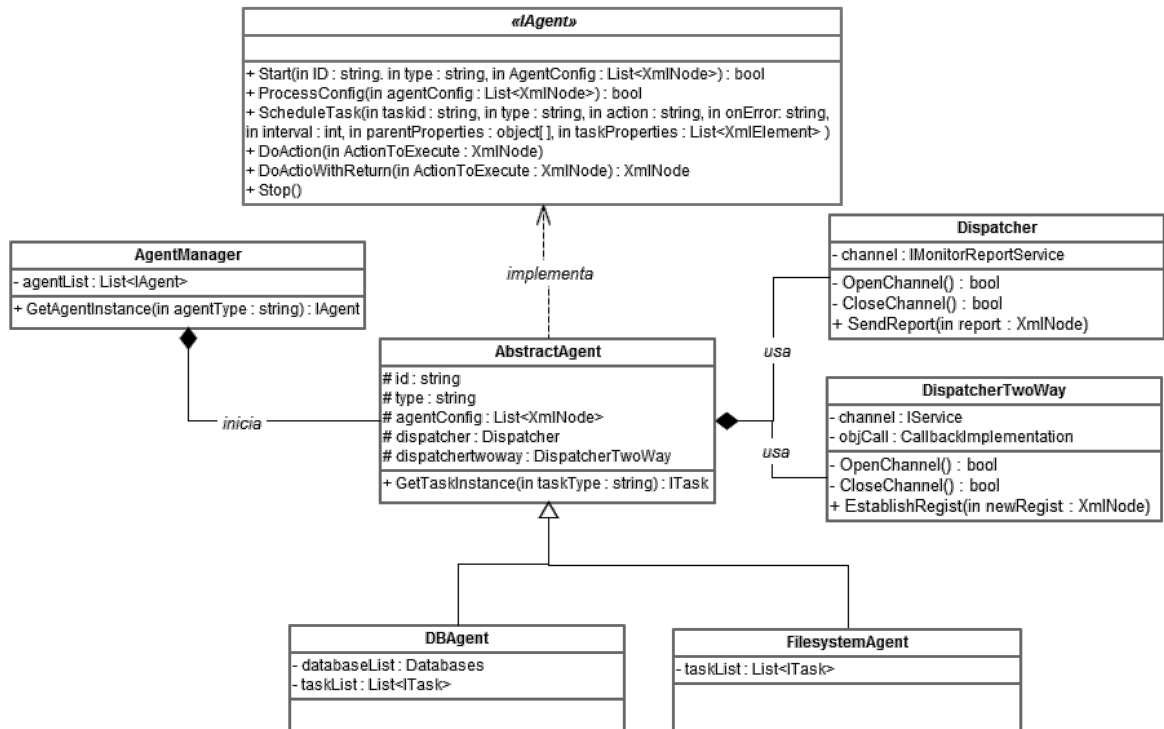 «IAgent»
+ Start(in ID : string. in type : string, in AgentConfig : List<XmlNode>) : bool
+ ProcessConfig(in agentConfig : List<XmlNode>) : bool
+ ScheduleTask(in taskid : string, in type : string, in action : string, in onError: string,
in interval : int, in parentProperties : object[ ], in taskProperties : List<XmlElement> )
+ DoAction(in ActionToExecute : XmlNode)
+ DoActioWithReturn(in ActionToExecute : XmlNode) : XmlNode
+ Stop()
AgentManager
- agentList : List<IAgent>
+ GetAgentInstance(in agentType : string) : IAgent
implementa
Dispatcher
- channel : IMonitorReportService
- OpenChannel() : bool
- CloseChannel() : bool
+ SendReport(in report : XmlNode)
inicia
AbstractAgent
# id : string
# type : string
# agentConfig : List<XmlNode>
# dispatcher : Dispatcher
# dispatchertwoway : DispatcherTwoWay
+ GetTaskInstance(in taskType : string) : ITask
usa
usa
DispatcherTwoWay
- channel : IService
- objCall : CallbackImplementation
- OpenChannel() : bool
- CloseChannel() : bool
+ EstablishRegist(in newRegist : XmlNode)
DBAgent
- databaseList : Databases
- taskList : List<ITask>
FilesystemAgent
- taskList : List<ITask>